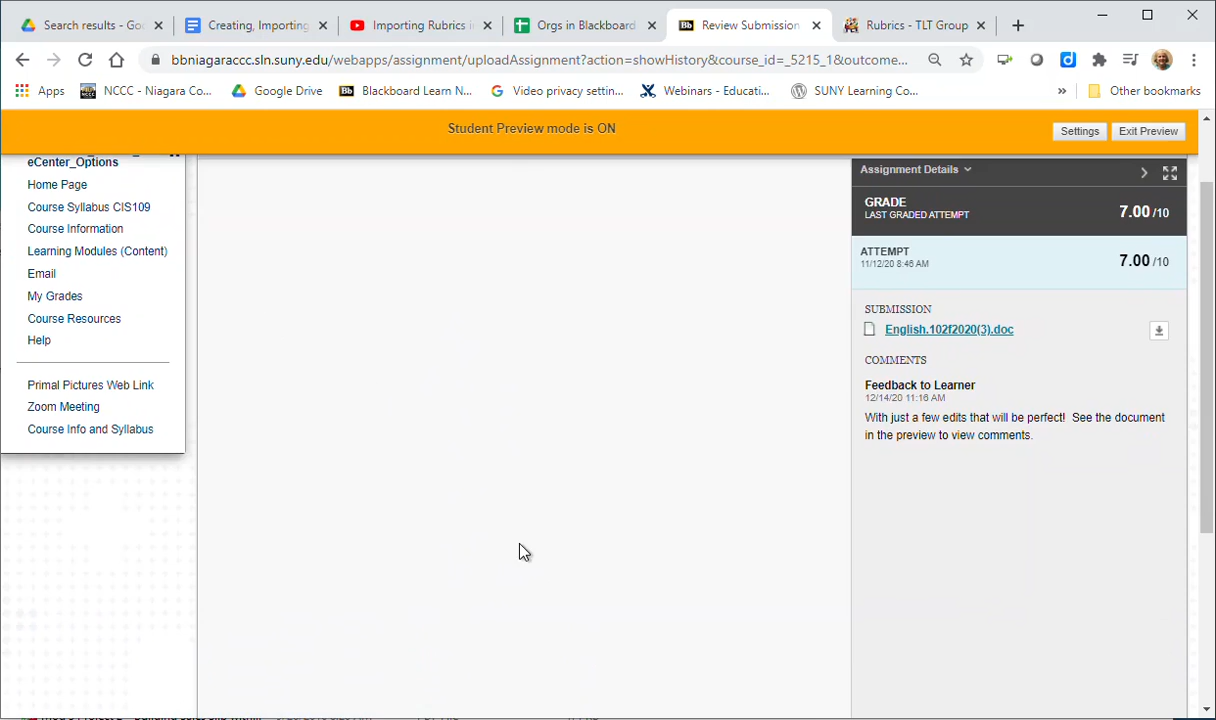 Search results - Goo
Creating, Importing
Importing Rubrics i
Orgs in Blackboard
Bb Review Submission
Rubrics - TLT Group
bbniagaraccc.sln.suny.edu/webapps/assignment/uploadAssignment?action=showHistory&course_id=_5215_1&outcome...
Apps
NCCC - Niagara Co...
Google Drive
Bb Blackboard Learn N...
Video privacy settin...
Webinars - Educati...
SUNY Learning Co...
»
Other bookmarks
Student Preview mode is ON
Settings
Exit Preview
eCenter_Options
Home Page
Course Syllabus CIS109
Course Information
Learning Modules (Content)
Email
My Grades
Course Resources
Help
Primal Pictures Web Link
Zoom Meeting
Course Info and Syllabus
Assignment Details
GRADE
LAST GRADED ATTEMPT
7.00 /10
ATTEMPT
11/12/20 8:46 AM
7.00 /10
SUBMISSION
English.102f2020(3).doc
COMMENTS
Feedback to Learner
12/14/20 11:16 AM
With just a few edits that will be perfect! See the document
in the preview to view comments.